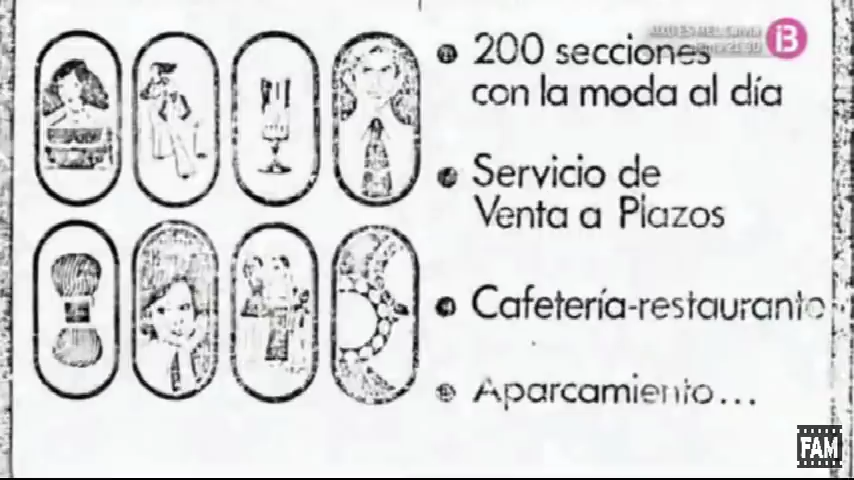 200 secciones
con la moda al día
Servicio de
Venta a Plazos
Cafetería-restaurante
Aparcamiento...
FAM